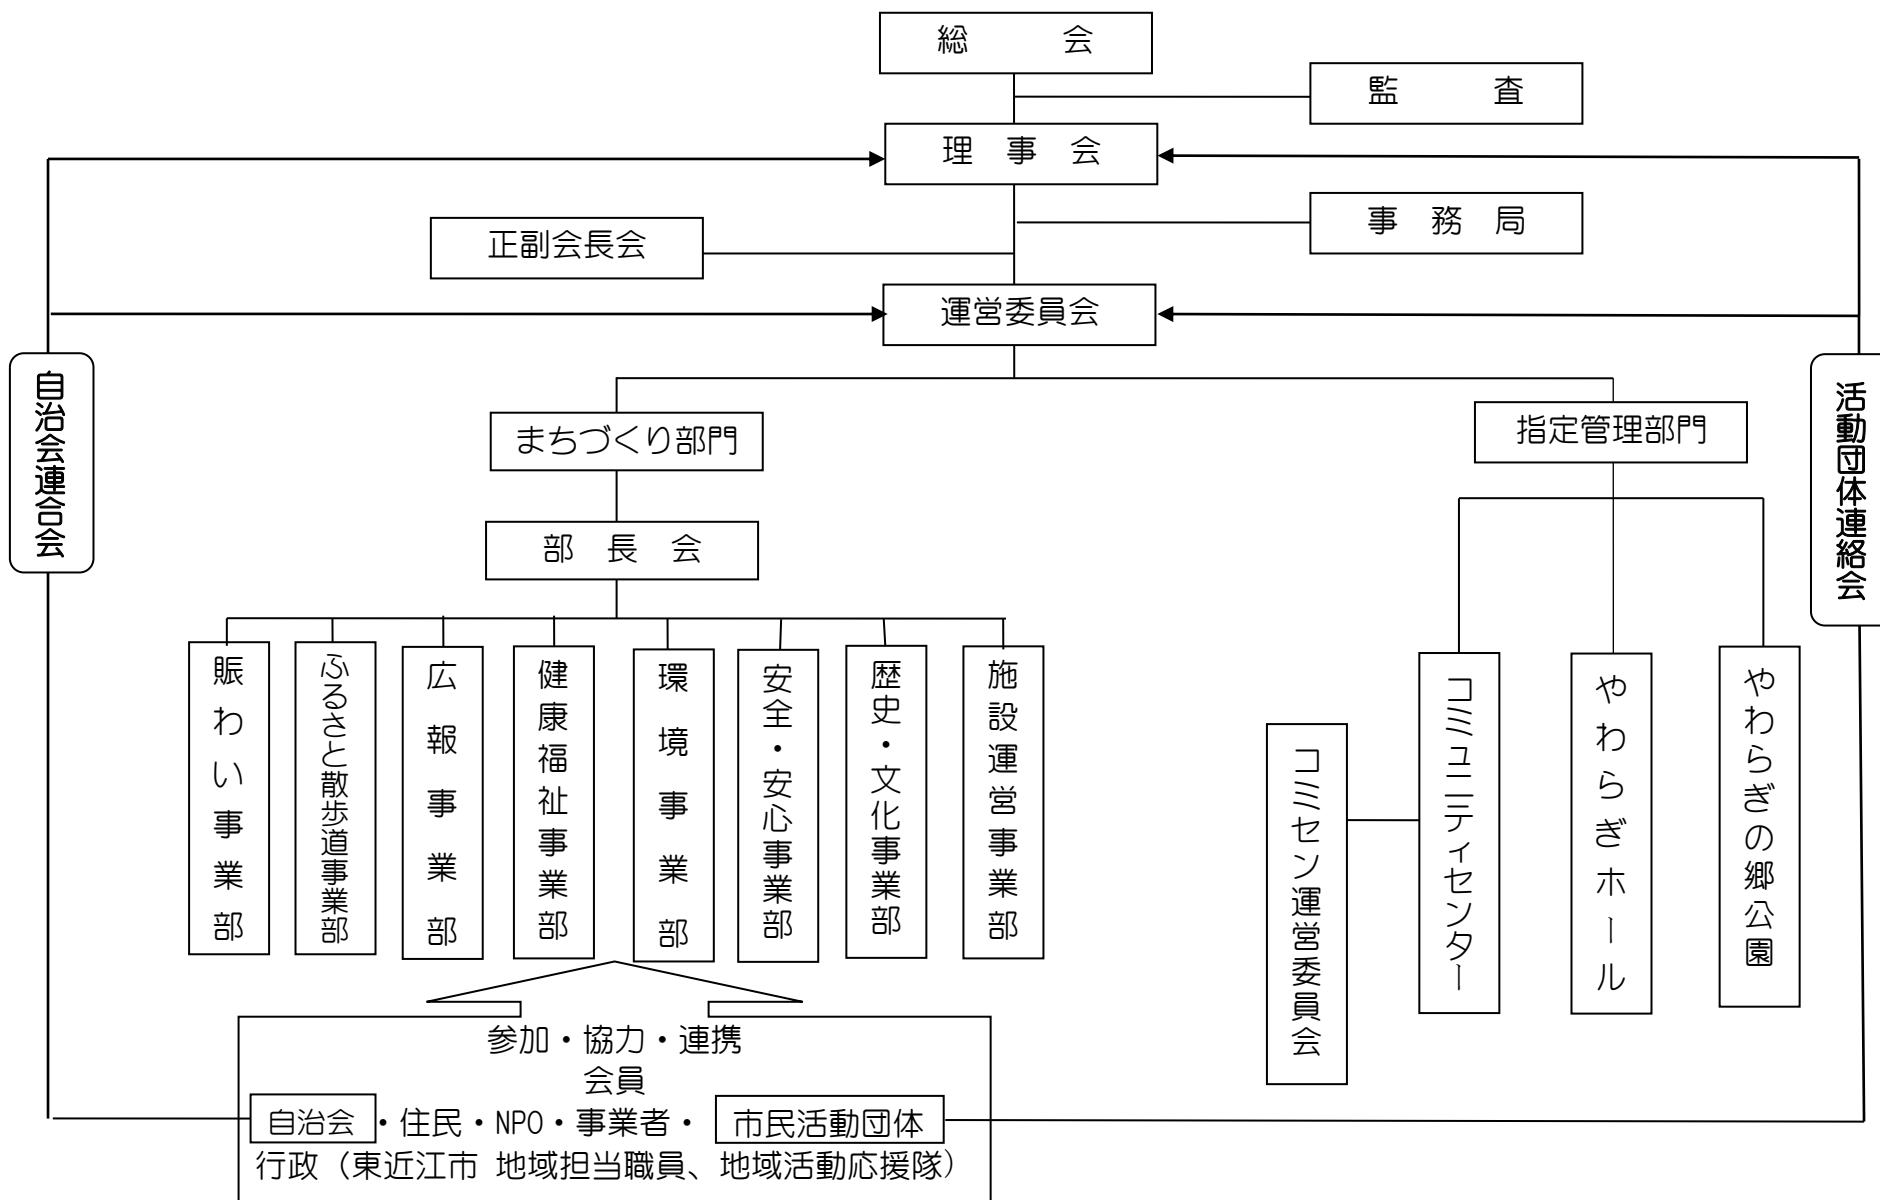 総　会
監　査
理　事　会
事　務　局
正副会長会
運営委員会
自治会連合会
活動団体連絡会
まちづくり部門
指定管理部門
部　長　会
賑わい事業部
ふるさと散歩道事業部
広報事業部
健康福祉事業部
環境事業部
安全・安心事業部
歴史・文化事業部
施設運営事業部
コミセン運営委員会
コミュニティセンター
やわらぎホール
やわらぎの郷公園
参加・協力・連携
会員
自治会・住民・NPO・事業者・市民活動団体
行政（東近江市 地域担当職員、地域活動応援隊）